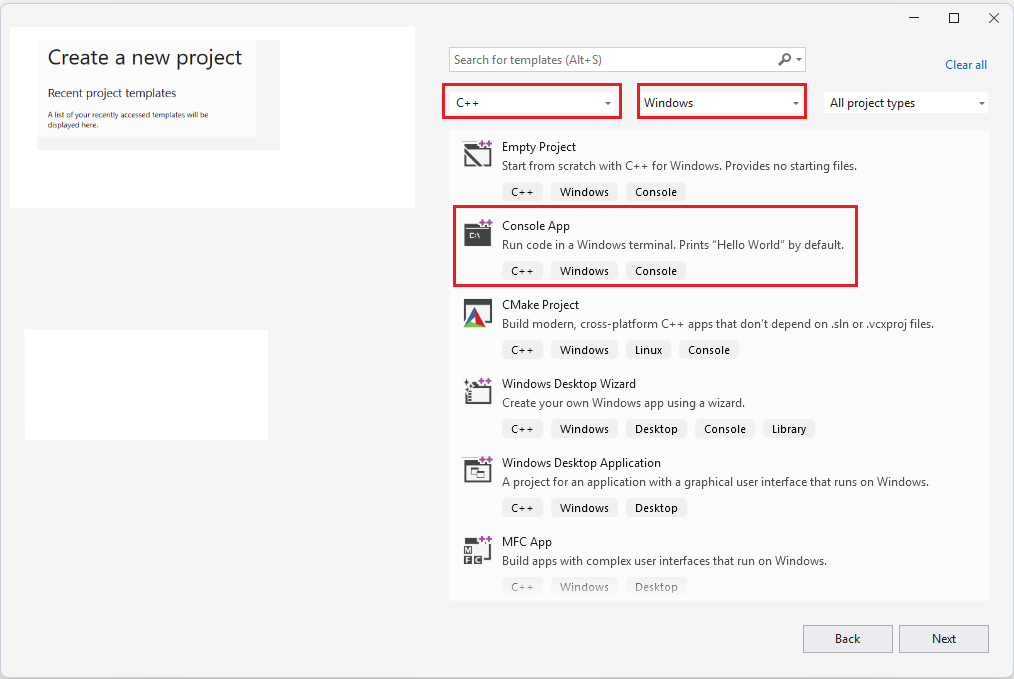 Create a new project
Recent project templates
A list of your recently accessed templates will be
displayed here.
Search for templates (Alt+S)
Clear all
C++
Windows
All project types
Empty Project
Start from scratch with C++ for Windows. Provides no starting files.
C++ Windows Console
Console App
Run code in a Windows terminal. Prints “Hello World” by default.
C:\
C++ Windows Console
CMake Project
Build modern, cross-platform C++ apps that don’t depend on .sln or .vcxproj files.
C++ Windows Linux Console
Windows Desktop Wizard
Create your own Windows app using a wizard.
C++ Windows Desktop Console Library
Windows Desktop Application
A project for an application with a graphical user interface that runs on Windows.
C++ Windows Desktop
MFC App
Build apps with complex user interfaces that run on Windows.
MFC
C++ Windows Desktop
Back
Next